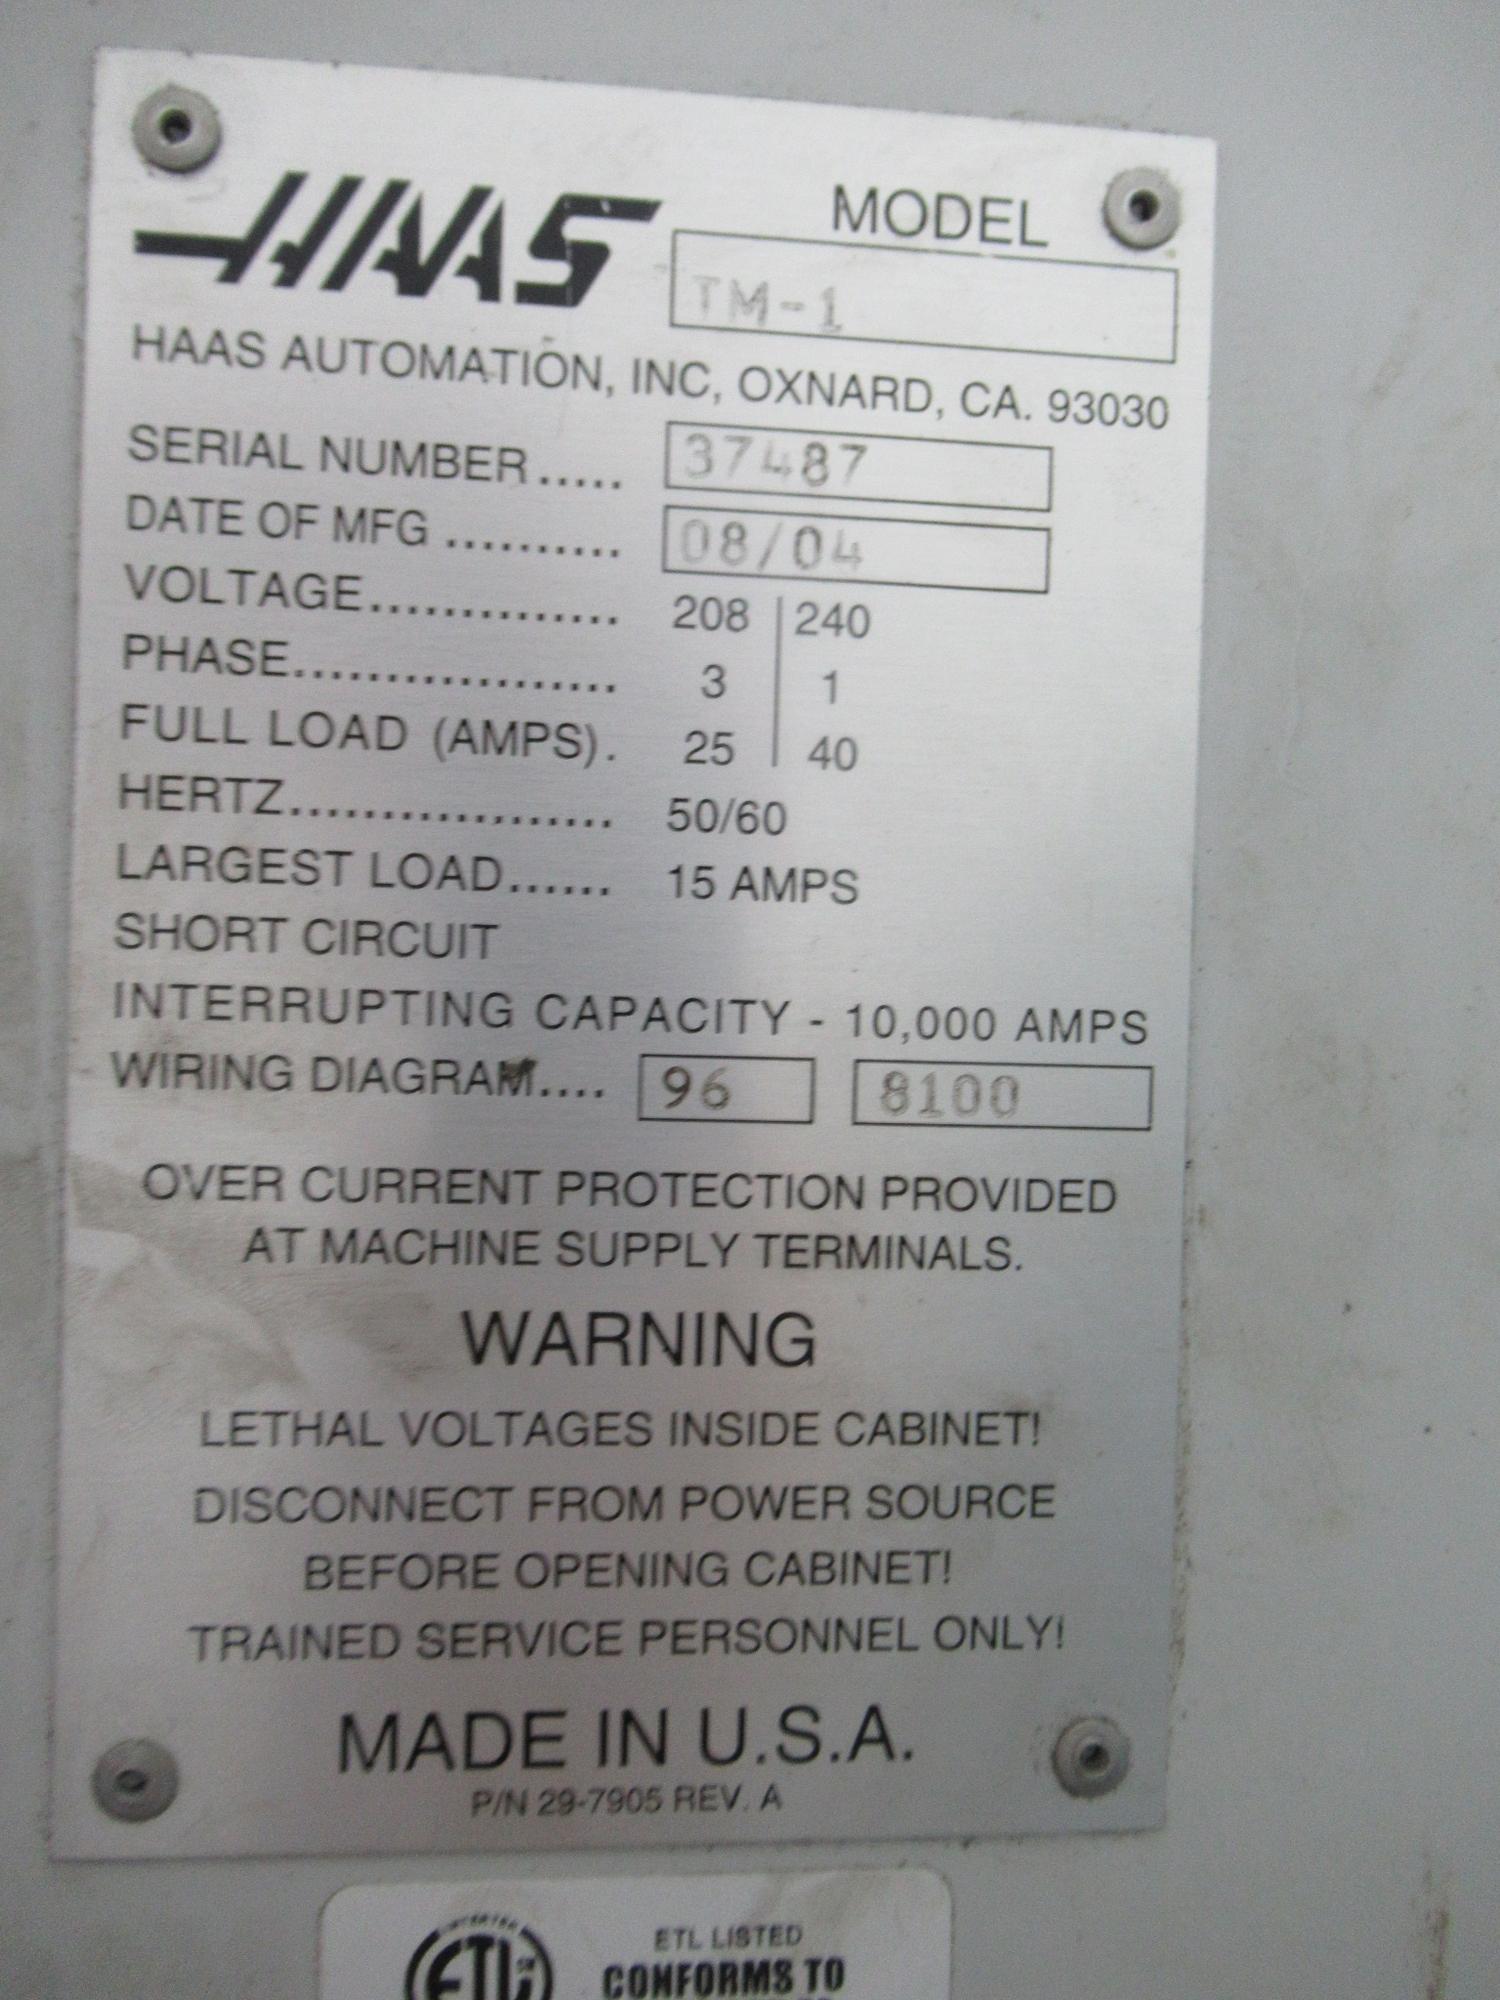 HAAS MODEL
TM-1
HAAS AUTOMATION, INC, OXNARD, CA. 93030
SERIAL NUMBER..... 37487
DATE OF MFG .......... 08/04
VOLTAGE.............. 208 | 240
PHASE.................. 3 | 1
FULL LOAD (AMPS). 25 | 40
HERTZ.................. 50/60
LARGEST LOAD...... 15 AMPS
SHORT CIRCUIT
INTERRUPTING CAPACITY - 10,000 AMPS
WIRING DIAGRAM.... 96 8100
OVER CURRENT PROTECTION PROVIDED
AT MACHINE SUPPLY TERMINALS.
WARNING
LETHAL VOLTAGES INSIDE CABINET!
DISCONNECT FROM POWER SOURCE
BEFORE OPENING CABINET!
TRAINED SERVICE PERSONNEL ONLY!
MADE IN U.S.A.
P/N 29-7905 REV. A
ETL ETL LISTED
CONFORMS TO